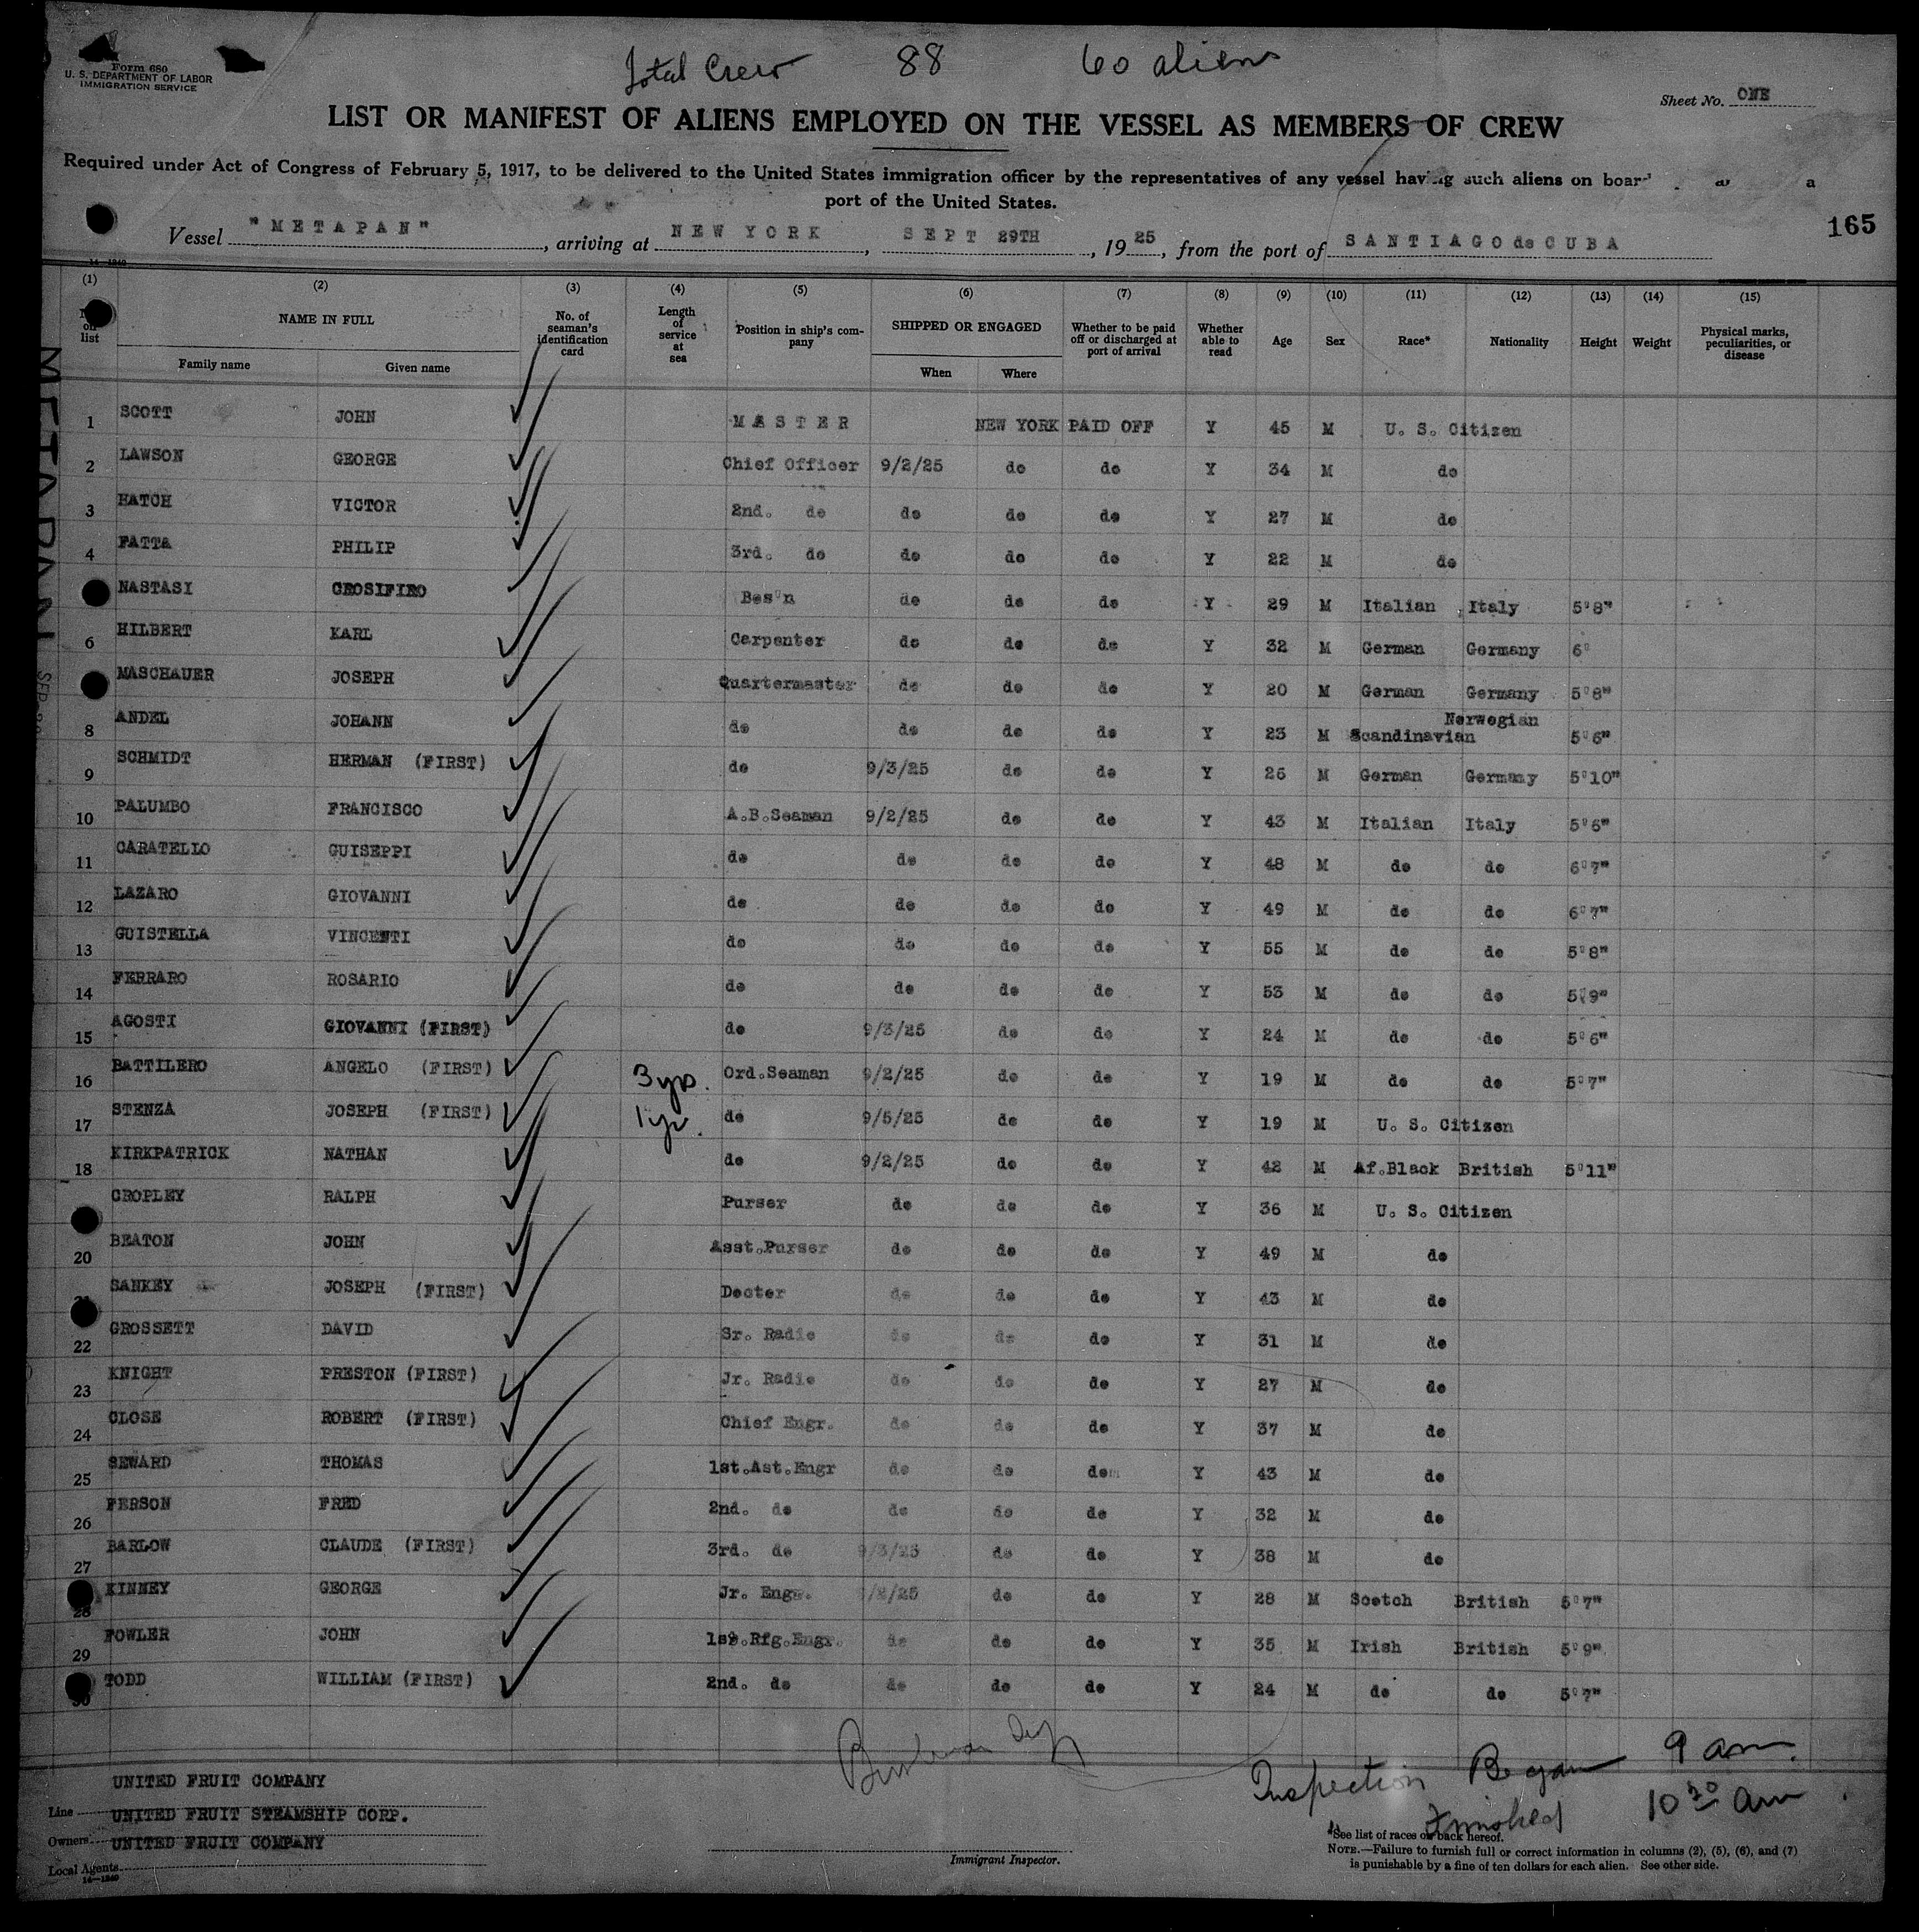 Form 680
U. S. DEPARTMENT OF LABOR
IMMIGRATION SERVICE
Total Crew 88 60 aliens
Sheet No. ONE
LIST OR MANIFEST OF ALIENS EMPLOYED ON THE VESSEL AS MEMBERS OF CREW
Required under Act of Congress of February 5, 1917, to be delivered to the United States immigration officer by the representatives of any vessel having such aliens on board
port of the United States.
165
Vessel "METAPAN", arriving at NEW YORK, SEPT 29TH, 1925, from the port of SANTIAGO de CUBA
14—1240
(1) (2) (3) (4) (5) (6) (7) (8) (9) (10) (11) (12) (13) (14) (15)
on list NAME IN FULL Family name Given name No. of seaman's identification card Length of service at sea Position in ship's company SHIPPED OR ENGAGED When Where Whether to be paid off or discharged at port of arrival Whether able to read Age Sex Race* Nationality Height Weight Physical marks, peculiarities, or disease
METAPAN
1 SCOTT JOHN MASTER NEW YORK PAID OFF Y 45 M U. S. Citizen
2 LAWSON GEORGE Chief Officer 9/2/25 do do Y 34 M do
3 HATCH VICTOR 2nd. do do do do Y 27 M do
4 FATTA PHILIP 3rd. do do do do Y 22 M do
NASTASI CROSIFIRO Bos'n do do do Y 29 M Italian Italy 5'8"
6 HILBERT KARL Carpenter do do do Y 32 M German Germany 6'
MASCHAUER JOSEPH Quartermaster do do do Y 20 M German Germany 5'8"
8 ANDEL JOHANN do do do do Y 23 M Scandinavian Norwegian 5'6"
9 SCHMIDT HERMAN (FIRST) do 9/3/25 do do Y 26 M German Germany 5'10"
10 PALUMBO FRANCISCO A.B.Seaman 9/2/25 do do Y 43 M Italian Italy 5'6"
11 CARATELLO GUISEPPI do do do do Y 48 M do do 6'7"
12 LAZARO GIOVANNI do do do do Y 49 M do do 6'7"
13 GUISTELLA VINCENTI do do do do Y 55 M do do 5'8"
14 FERRARO ROSARIO do do do do Y 53 M do do 5'9"
15 AGOSTI GIOVANNI (FIRST) do 9/3/25 do do Y 24 M do do 5'6"
16 BATTILERO ANGELO (FIRST) 3 yrs. Ord.Seaman 9/2/25 do do Y 19 M do do 5'7"
17 STENZA JOSEPH (FIRST) 1 yr. do 9/5/25 do do Y 19 M U. S. Citizen
18 KIRKPATRICK NATHAN do 9/2/25 do do Y 42 M Af.Black British 5'11"
CROPLEY RALPH Purser do do do Y 36 M U. S. Citizen
20 BEATON JOHN Asst.Purser do do do Y 49 M do
21 SANKEY JOSEPH (FIRST) Docter do do do Y 43 M do
22 GROSSETT DAVID Sr. Radio do do do Y 31 M do
23 KNIGHT PRESTON (FIRST) Jr. Radio do do do Y 27 M do
24 CLOSE ROBERT (FIRST) Chief Engr. do do do Y 37 M do
25 SEWARD THOMAS 1st.Ast.Engr do do do Y 43 M do
26 FERSON FRED 2nd. do do do do Y 32 M do
27 BARLOW CLAUDE (FIRST) 3rd. do 9/3/25 do do Y 38 M do
28 KINNEY GEORGE Jr. Engr. 9/2/25 do do Y 28 M Scotch British 5'7"
29 FOWLER JOHN 1st.Rfg.Engr. do do do Y 35 M Irish British 5'9"
30 TODD WILLIAM (FIRST) 2nd. do do do do Y 24 M do do 5'7"
Inspection Began 9 am.
Finished 10 30 am
UNITED FRUIT COMPANY
Line UNITED FRUIT STEAMSHIP CORP.
Owners UNITED FRUIT COMPANY
Local Agents
14—1240
Immigrant Inspector.
*See list of races on back hereof.
NOTE.—Failure to furnish full or correct information in columns (2), (5), (6), and (7)
is punishable by a fine of ten dollars for each alien. See other side.